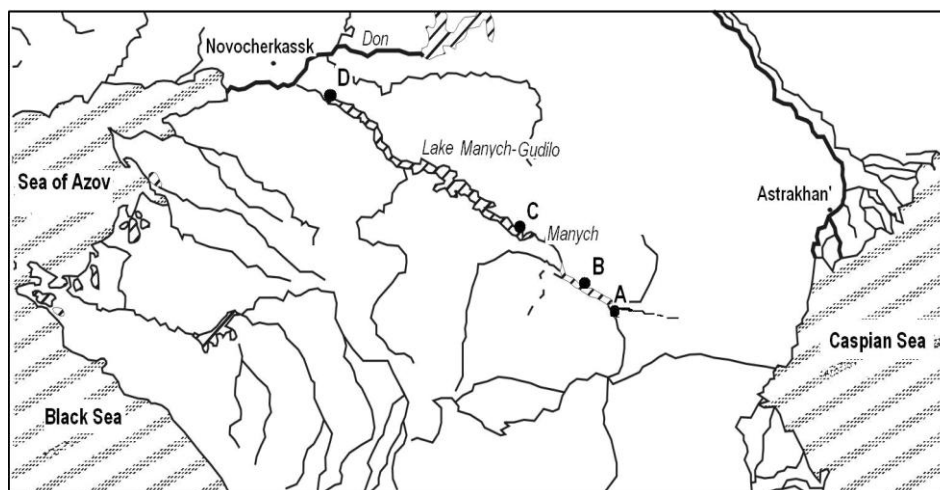 Don
Novocherkassk
D
Lake Manych-Gudilo
Sea of Azov
Astrakhan'
C
Manych
B
A
Caspian Sea
Black Sea